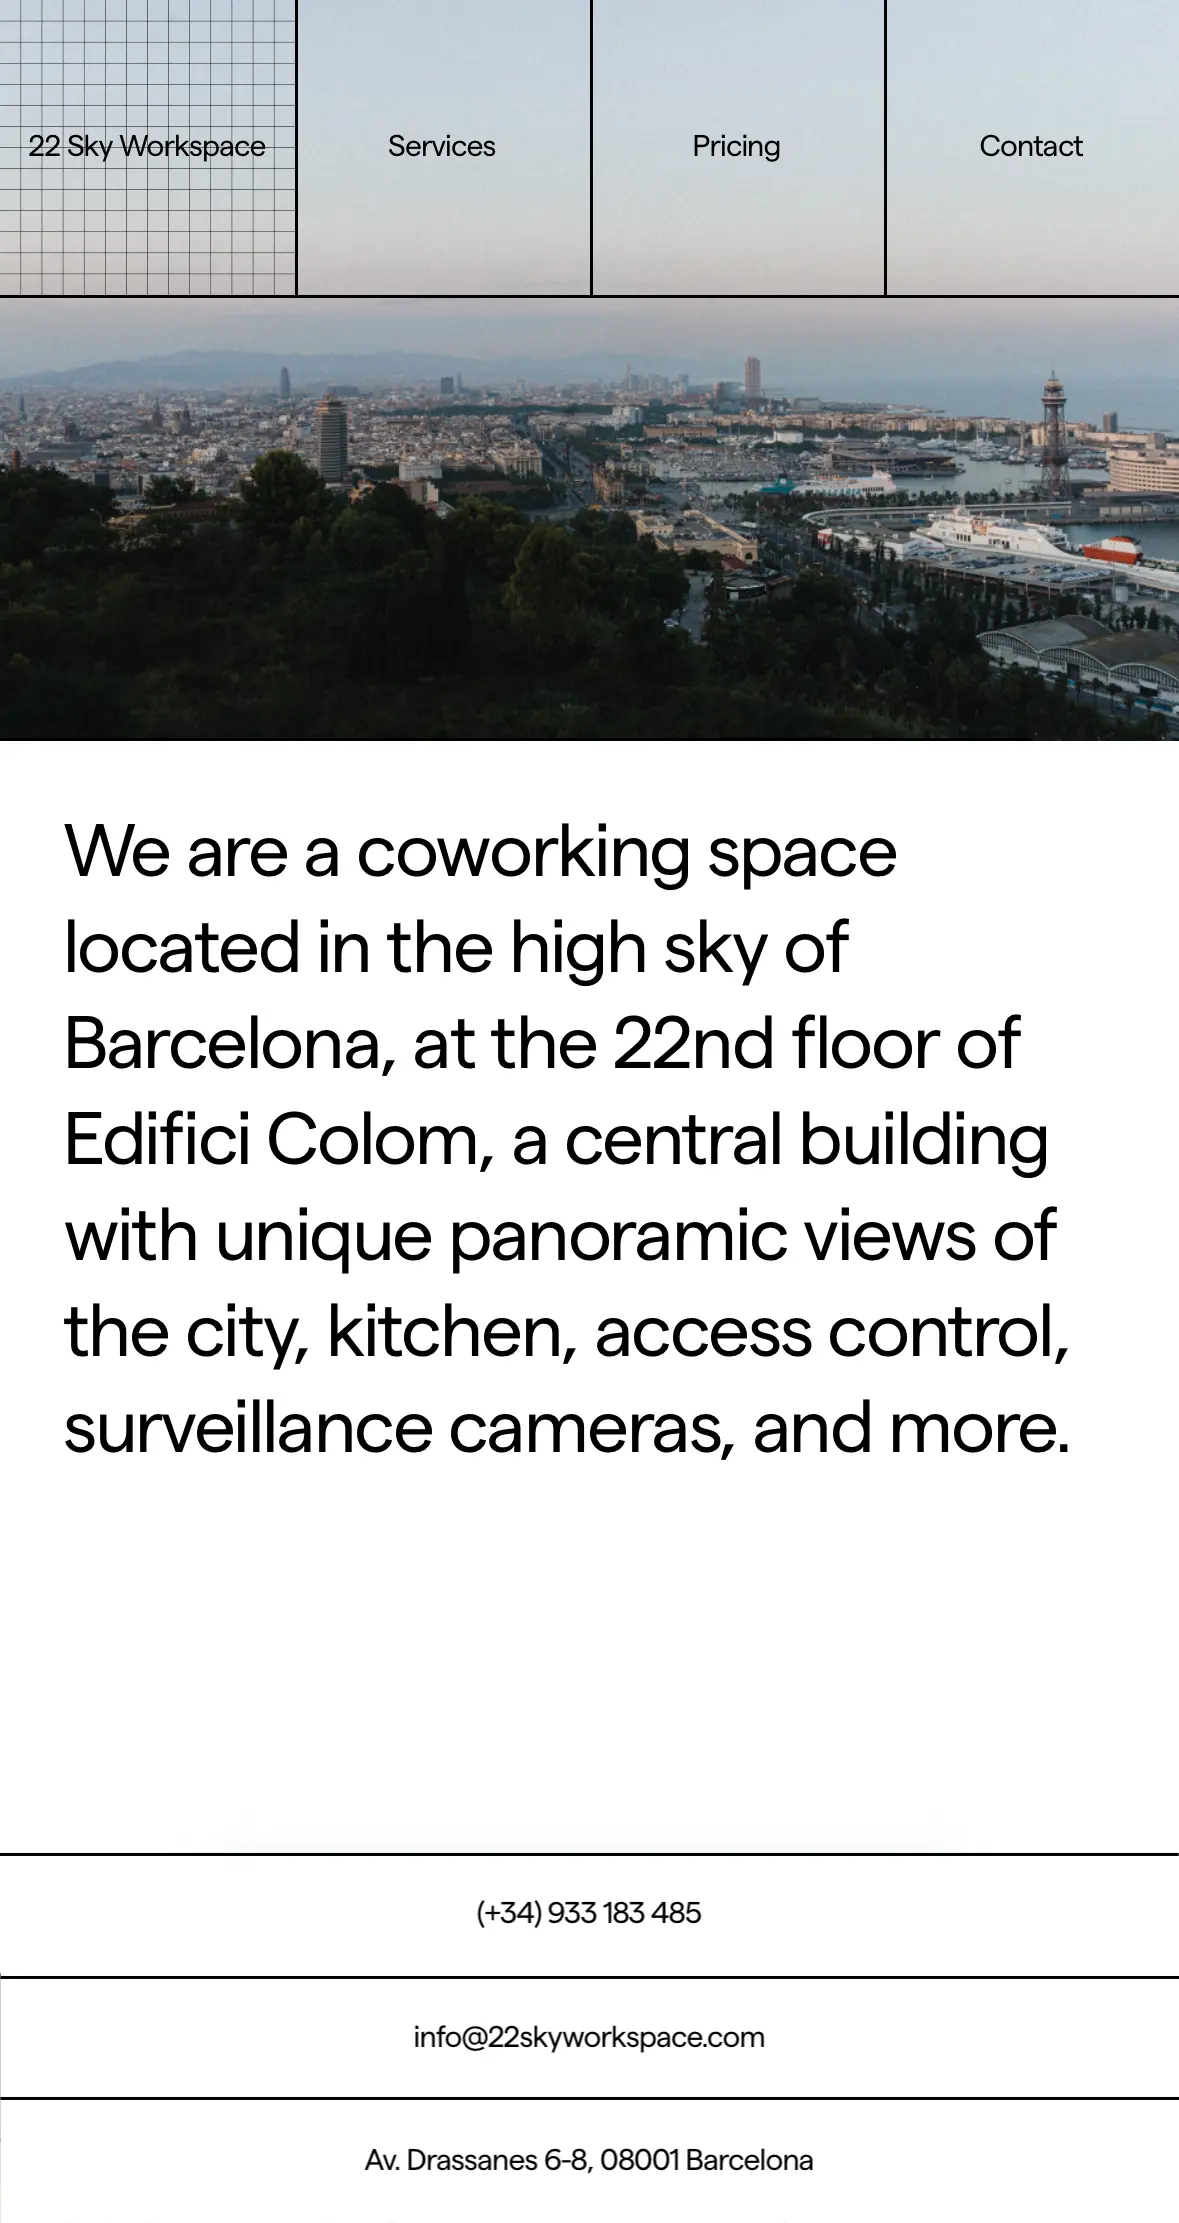 22 Sky Workspace
Services
Pricing
Contact
We are a coworking space
located in the high sky of
Barcelona, at the 22nd floor of
Edifici Colom, a central building
with unique panoramic views of
the city, kitchen, access control,
surveillance cameras, and more.
(+34) 933 183 485
info@22skyworkspace.com
Av. Drassanes 6-8, 08001 Barcelona